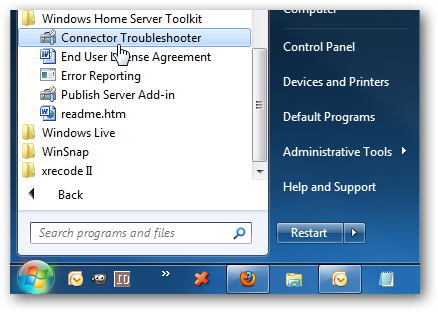 Windows Home Server Toolkit
Connector Troubleshooter
End User License Agreement
Error Reporting
Publish Server Add-in
readme.htm
Windows Live
WinSnap
xrecode II
Back
Search programs and files
Computer
Control Panel
Devices and Printers
Default Programs
Administrative Tools
Help and Support
Restart